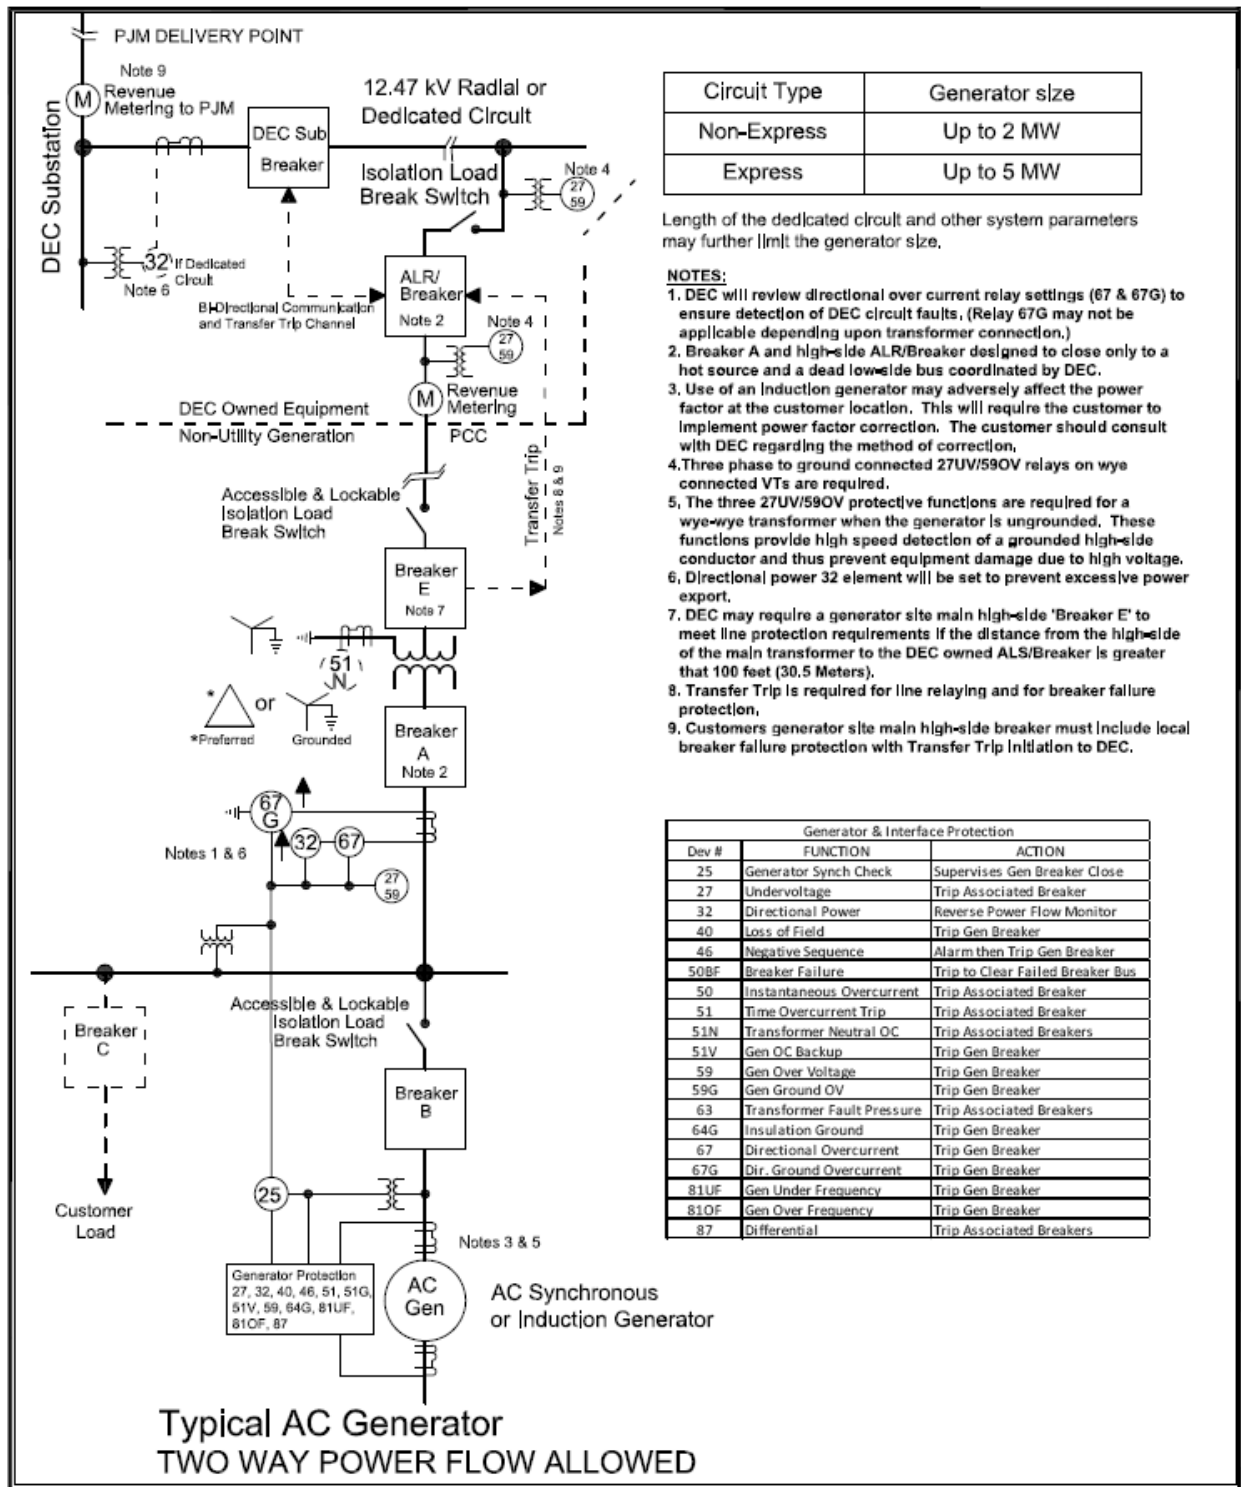 PJM DELIVERY POINT
Note 9
M
Revenue
Metering to PJM
DEC Substation
DEC Sub
Breaker
12.47 kV Radial or
Dedicated Circuit
Isolation Load
Break Switch
Note 4
27
59
32
If Dedicated
Circuit
Note 6
Bi-Directional Communication
and Transfer Trip Channel
ALR/
Breaker
Note 2
Note 4
27
59
M
Revenue
Metering
DEC Owned Equipment
Non-Utility Generation
PCC
Transfer Trip
Notes 8 & 9
Accessible & Lockable
Isolation Load
Break Switch
Breaker
E
Note 7
51
N
*
or
*Preferred
Grounded
Breaker
A
Note 2
67
G
32
67
Notes 1 & 6
27
59
Breaker
C
Customer
Load
Accessible & Lockable
Isolation Load
Break Switch
Breaker
B
25
Notes 3 & 5
Generator Protection
27, 32, 40, 46, 51, 51G,
51V, 59, 64G, 81UF,
81OF, 87
AC
Gen
AC Synchronous
or Induction Generator
Typical AC Generator
TWO WAY POWER FLOW ALLOWED
Circuit Type Generator size
Non-Express Up to 2 MW
Express Up to 5 MW
Length of the dedicated circuit and other system parameters
may further limit the generator size.
NOTES:
1. DEC will review directional over current relay settings (67 & 67G) to
ensure detection of DEC circuit faults. (Relay 67G may not be
applicable depending upon transformer connection.)
2. Breaker A and high-side ALR/Breaker designed to close only to a
hot source and a dead low-side bus coordinated by DEC.
3. Use of an induction generator may adversely affect the power
factor at the customer location. This will require the customer to
implement power factor correction. The customer should consult
with DEC regarding the method of correction.
4.Three phase to ground connected 27UV/59OV relays on wye
connected VTs are required.
5. The three 27UV/59OV protective functions are required for a
wye-wye transformer when the generator is ungrounded. These
functions provide high speed detection of a grounded high-side
conductor and thus prevent equipment damage due to high voltage.
6. Directional power 32 element will be set to prevent excessive power
export.
7. DEC may require a generator site main high-side 'Breaker E' to
meet line protection requirements if the distance from the high-side
of the main transformer to the DEC owned ALS/Breaker is greater
that 100 feet (30.5 Meters).
8. Transfer Trip is required for line relaying and for breaker failure
protection.
9. Customers generator site main high-side breaker must include local
breaker failure protection with Transfer Trip initiation to DEC.
Generator & Interface Protection
Dev # FUNCTION ACTION
25 Generator Synch Check Supervises Gen Breaker Close
27 Undervoltage Trip Associated Breaker
32 Directional Power Reverse Power Flow Monitor
40 Loss of Field Trip Gen Breaker
46 Negative Sequence Alarm then Trip Gen Breaker
50BF Breaker Failure Trip to Clear Failed Breaker Bus
50 Instantaneous Overcurrent Trip Associated Breaker
51 Time Overcurrent Trip Trip Associated Breaker
51N Transformer Neutral OC Trip Associated Breakers
51V Gen OC Backup Trip Gen Breaker
59 Gen Over Voltage Trip Gen Breaker
59G Gen Ground OV Trip Gen Breaker
63 Transformer Fault Pressure Trip Associated Breakers
64G Insulation Ground Trip Gen Breaker
67 Directional Overcurrent Trip Gen Breaker
67G Dir. Ground Overcurrent Trip Gen Breaker
81UF Gen Under Frequency Trip Gen Breaker
81OF Gen Over Frequency Trip Gen Breaker
87 Differential Trip Associated Breakers